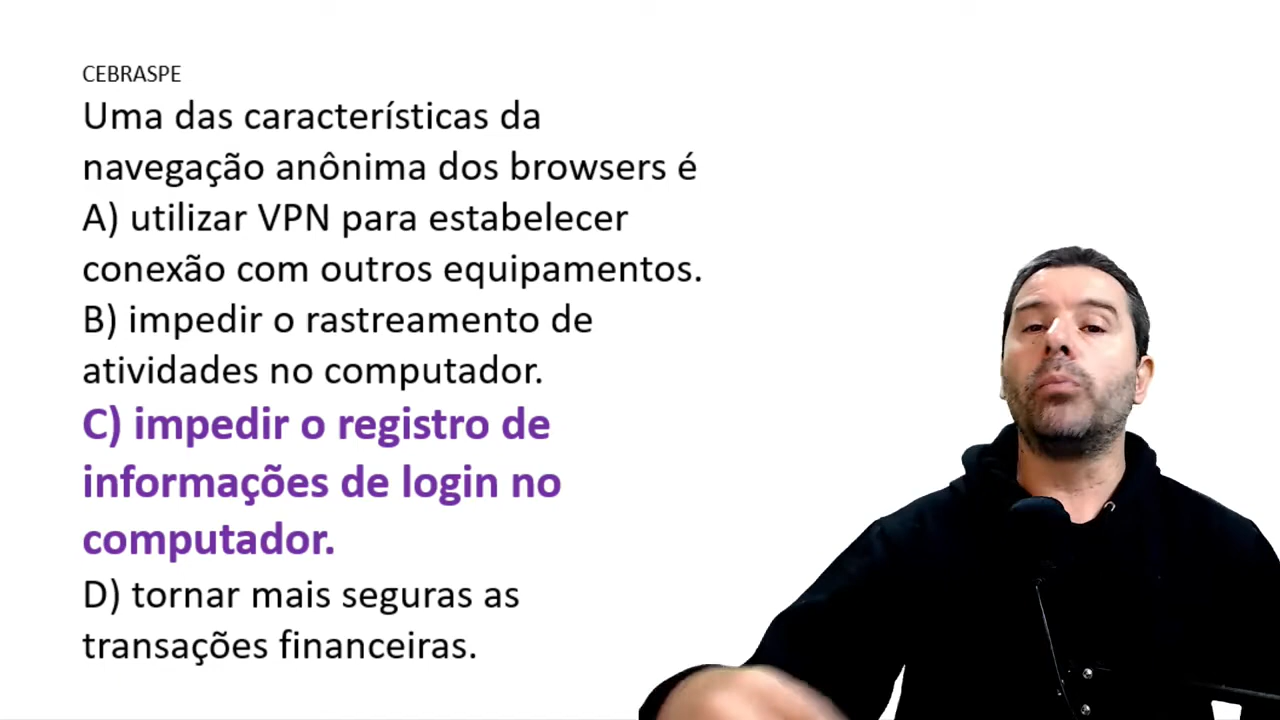 CEBRASPE
Uma das características da
navegação anônima dos browsers é
A) utilizar VPN para estabelecer
conexão com outros equipamentos.
B) impedir o rastreamento de
atividades no computador.
C) impedir o registro de
informações de login no
computador.
D) tornar mais seguras as
transações financeiras.